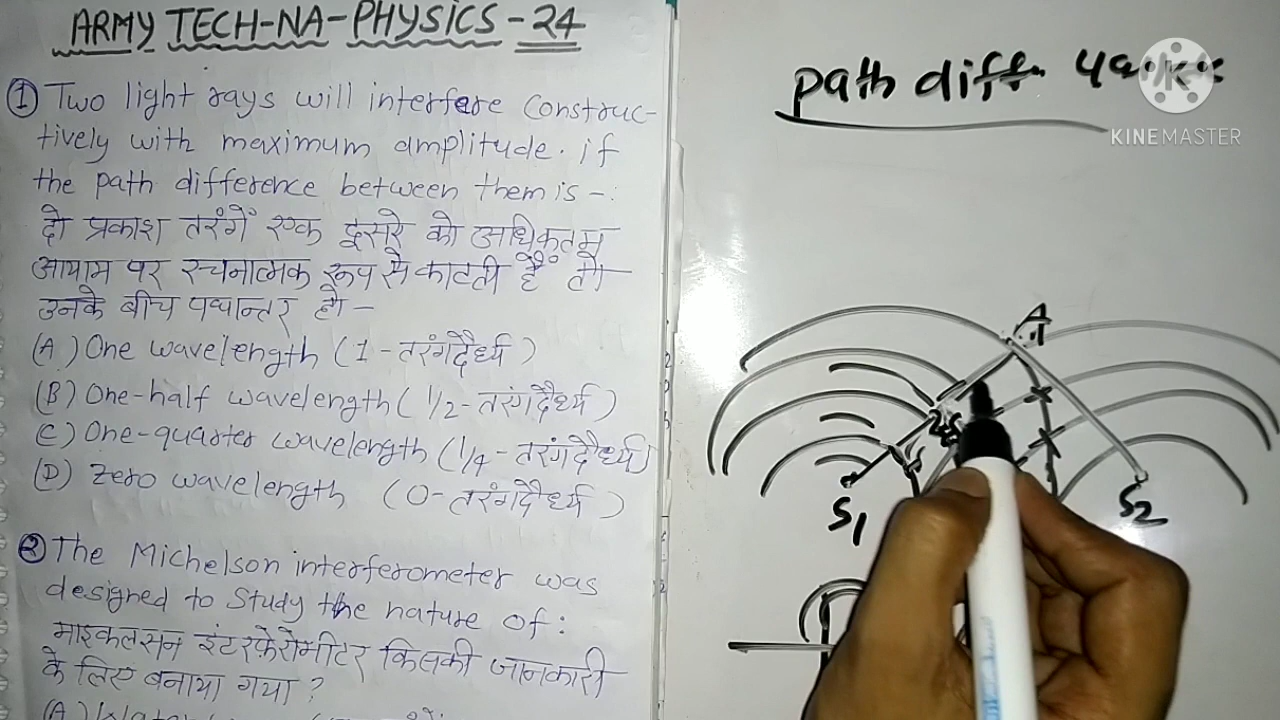 ARMY TECH-NA-PHYSICS-24
① Two light rays will interfere construc-
tively with maximum amplitude. if
the path difference between them is -:
दो प्रकाश तरंगें एक दूसरे को अधिकतम
आयाम पर रचनात्मक रूप से काटती हैं तो
उनके बीच पथान्तर हो -
(A) One wavelength (1-तरंगदैर्ध्य)
(B) One-half wavelength (1/2-तरंगदैर्ध्य)
(C) One-quarter wavelength (1/4-तरंगदैर्ध्य)
(D) Zero wavelength (0-तरंगदैर्ध्य)
② The Michelson interferometer was
designed to study the nature of:
माइकलसन इंटरफ़ेरोमीटर किसकी जानकारी
के लिए बनाया गया?
path diff.
KINEMASTER
A
S1
S2